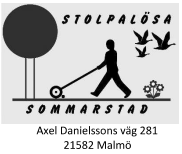 STOLPALÖSA
SOMMARSTAD
Axel Danielssons väg 281
21582 Malmö